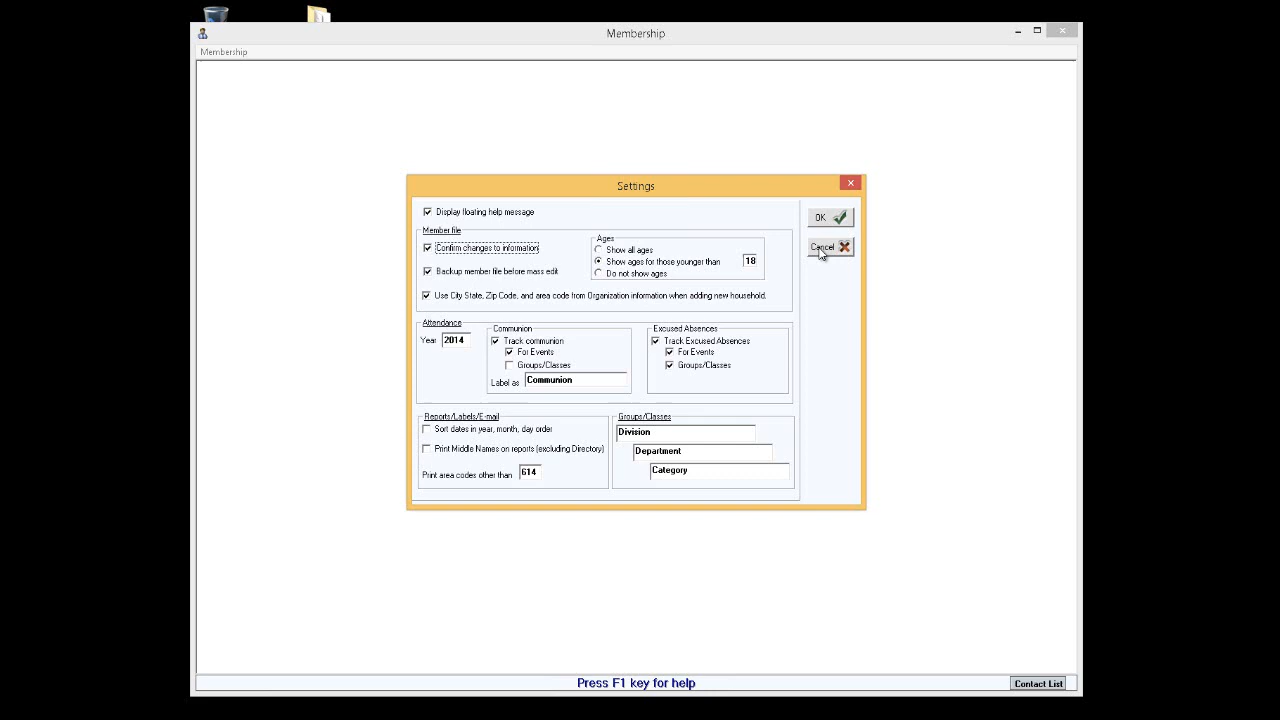 Membership
Membership
Settings
Display floating help message
OK
Member file
Confirm changes to information
Ages
Show all ages
Show ages for those younger than 18
Do not show ages
Cancel
Backup member file before mass edit
Use City State, Zip Code, and area code from Organization information when adding new household.
Attendance
Year 2014
Communion
Track communion
For Events
Groups/Classes
Label as Communion
Excused Absences
Track Excused Absences
For Events
Groups/Classes
Reports/Labels/E-mail
Sort dates in year, month, day order
Print Middle Names on reports (excluding Directory)
Print area codes other than 614
Groups/Classes
Division
Department
Category
Press F1 key for help
Contact List